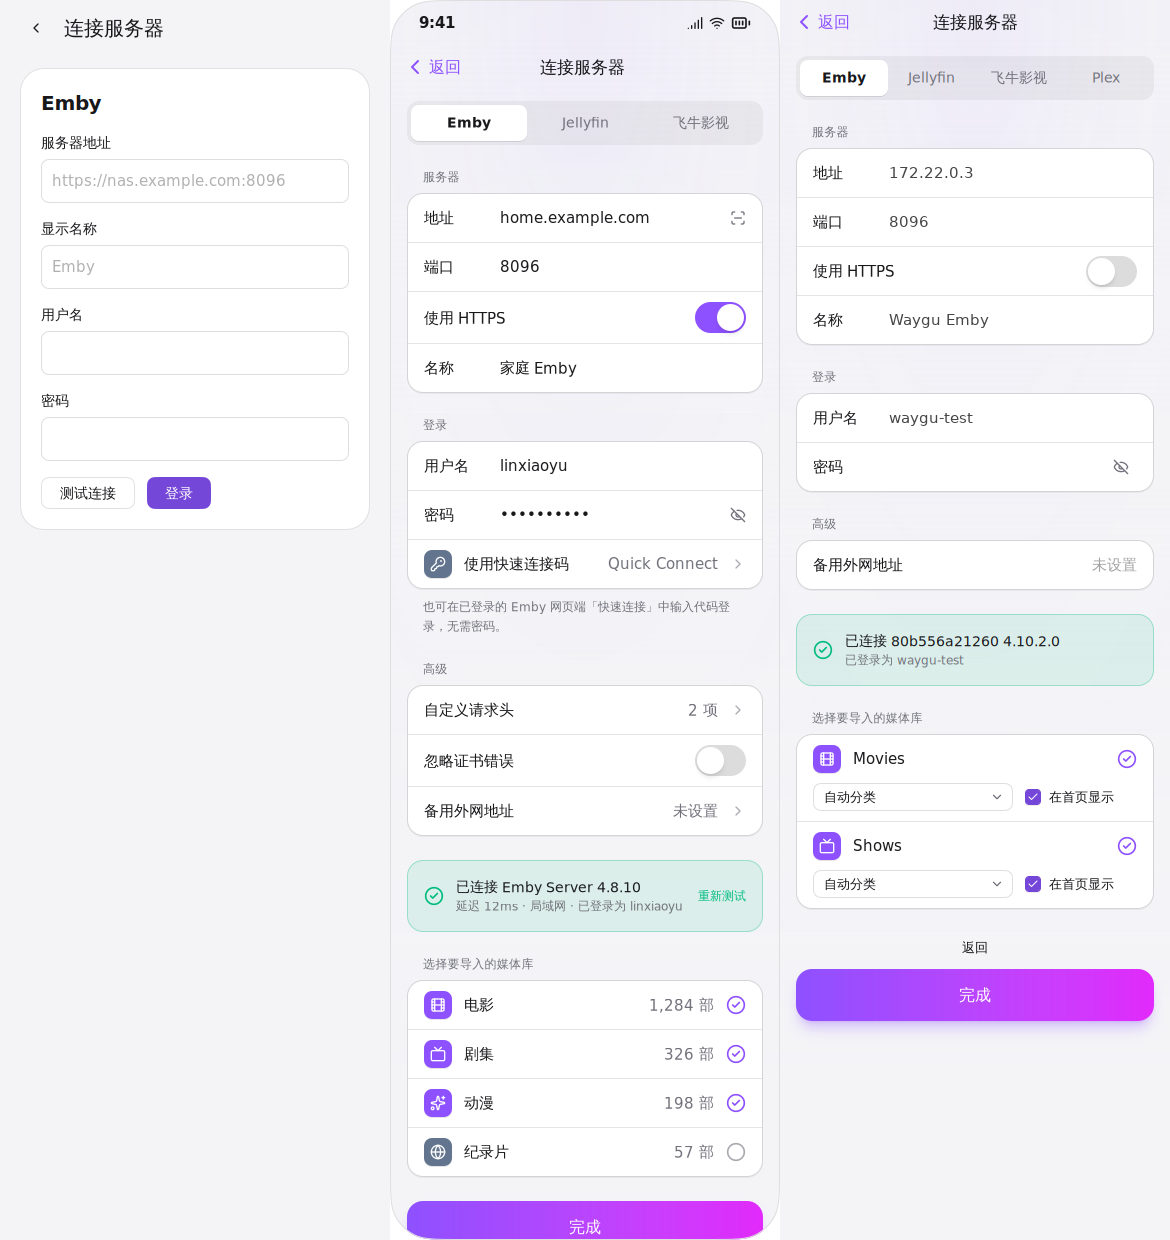 连接服务器
Emby
服务器地址
https://nas.example.com:8096
显示名称
Emby
用户名
密码
测试连接
登录
9:41
返回
连接服务器
Emby
Jellyfin
飞牛影视
服务器
地址 home.example.com
端口 8096
使用 HTTPS
名称 家庭 Emby
登录
用户名 linxiaoyu
密码 ••••••••••
使用快速连接码 Quick Connect
也可在已登录的 Emby 网页端「快速连接」中输入代码登
录，无需密码。
高级
自定义请求头 2 项
忽略证书错误
备用外网地址 未设置
已连接 Emby Server 4.8.10
延迟 12ms · 局域网 · 已登录为 linxiaoyu
重新测试
选择要导入的媒体库
电影 1,284 部
剧集 326 部
动漫 198 部
纪录片 57 部
完成
返回
连接服务器
Emby
Jellyfin
飞牛影视
Plex
服务器
地址 172.22.0.3
端口 8096
使用 HTTPS
名称 Waygu Emby
登录
用户名 waygu-test
密码
高级
备用外网地址 未设置
已连接 80b556a21260 4.10.2.0
已登录为 waygu-test
选择要导入的媒体库
Movies
自动分类 在首页显示
Shows
自动分类 在首页显示
返回
完成